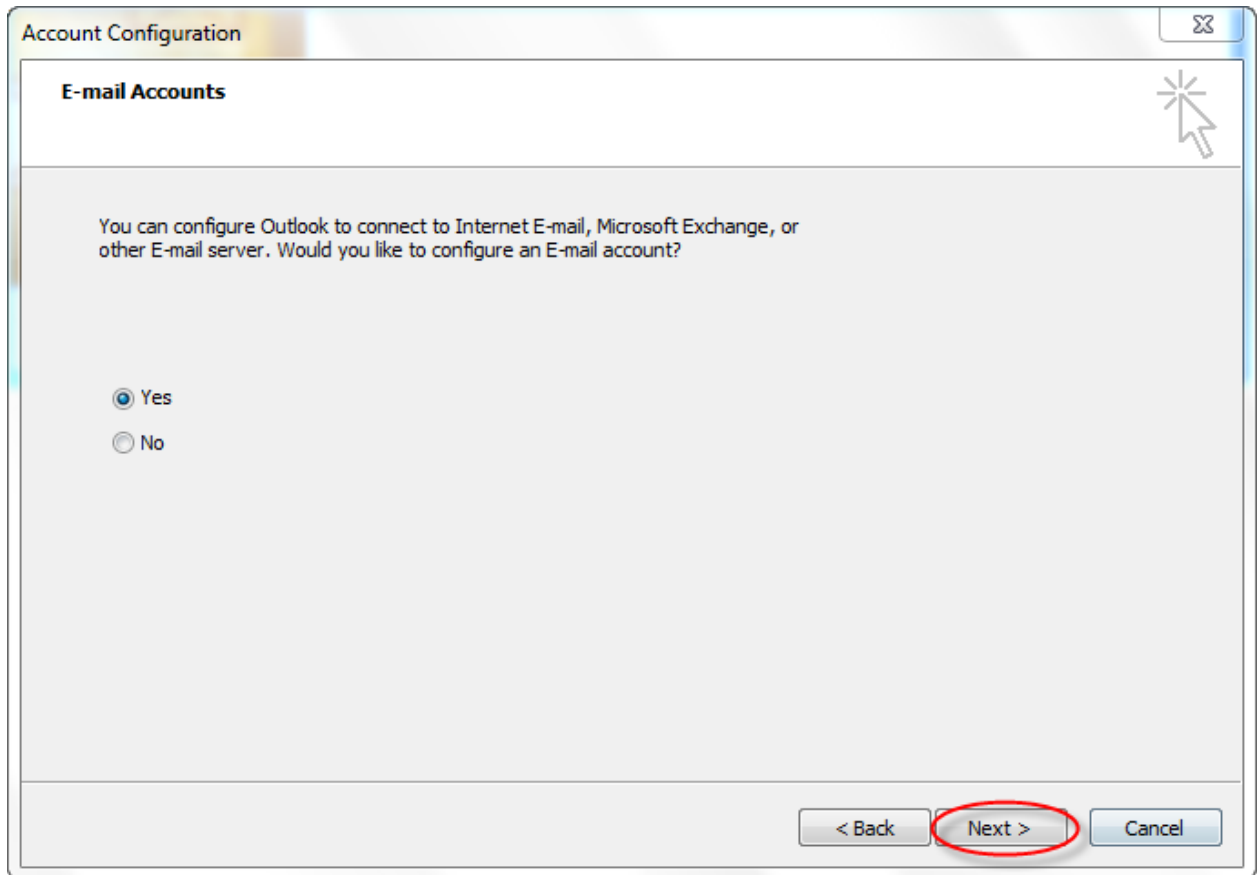 Account Configuration
E-mail Accounts
You can configure Outlook to connect to Internet E-mail, Microsoft Exchange, or
other E-mail server. Would you like to configure an E-mail account?
Yes
No
< Back Next > Cancel